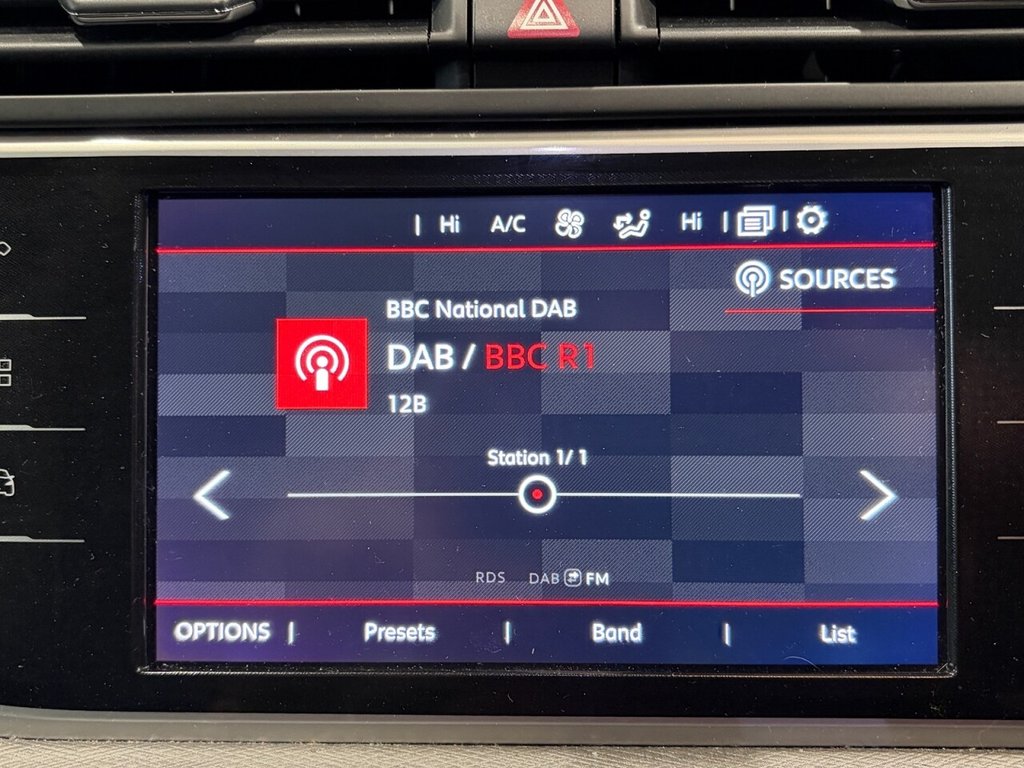 Hi A/C Hi
SOURCES
BBC National DAB
DAB / BBC R1
12B
Station 1/1
RDS DAB FM
OPTIONS | Presets | Band | List